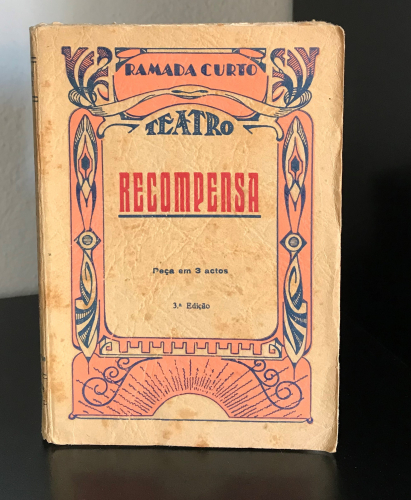 RAMADA CURTO
TEATRO
RECOMPENSA
Peça em 3 actos
3.ª Edição